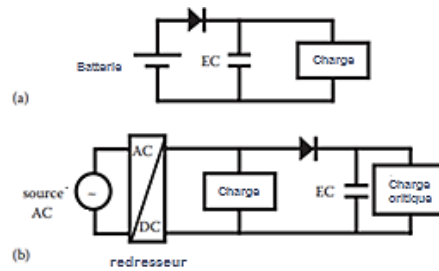 Batterie
EC
Charge
(a)
AC
source
AC
~
DC
Charge
EC
Charge
critique
(b)
redresseur